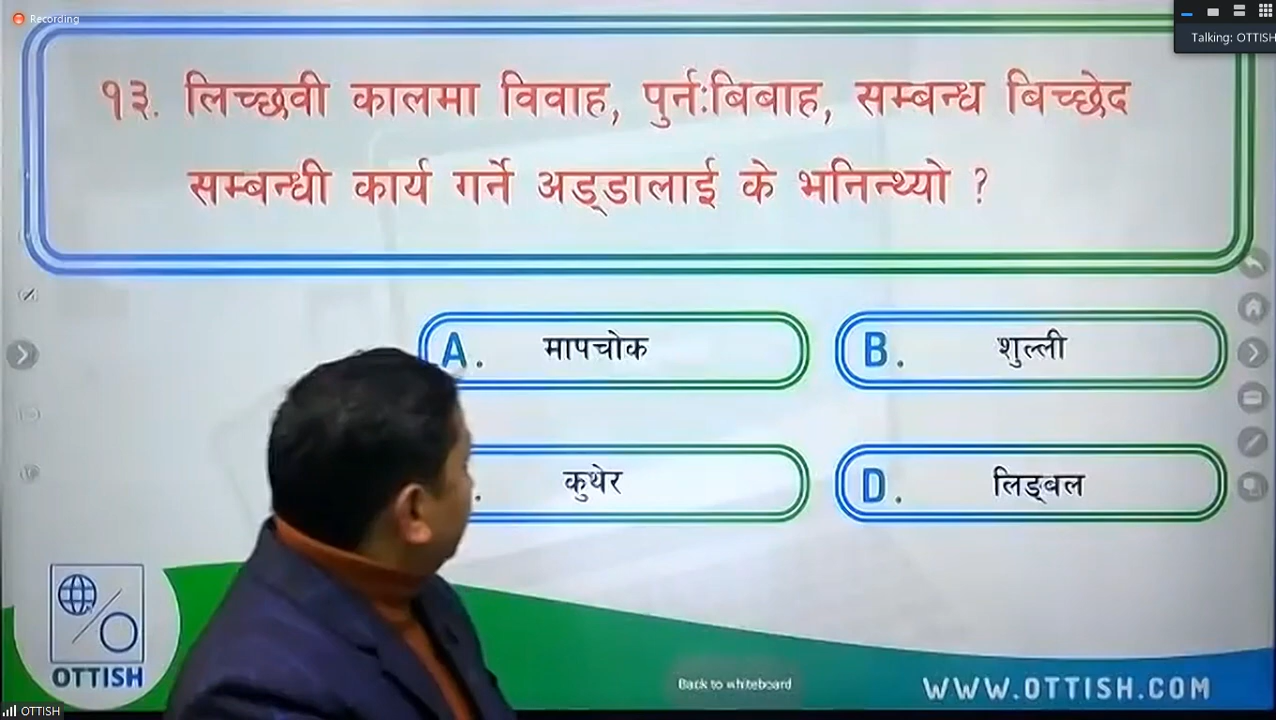 Recording
Talking: OTTISH
१३. लिच्छवी कालमा विवाह, पुर्न:बिबाह, सम्बन्ध बिच्छेद
सम्बन्धी कार्य गर्ने अड्डालाई के भनिन्थ्यो ?
A. मापचोक
B. शुल्ली
. कुथेर
D. लिङ्बल
OTTISH
Back to whiteboard
WWW.OTTISH.COM
OTTISH